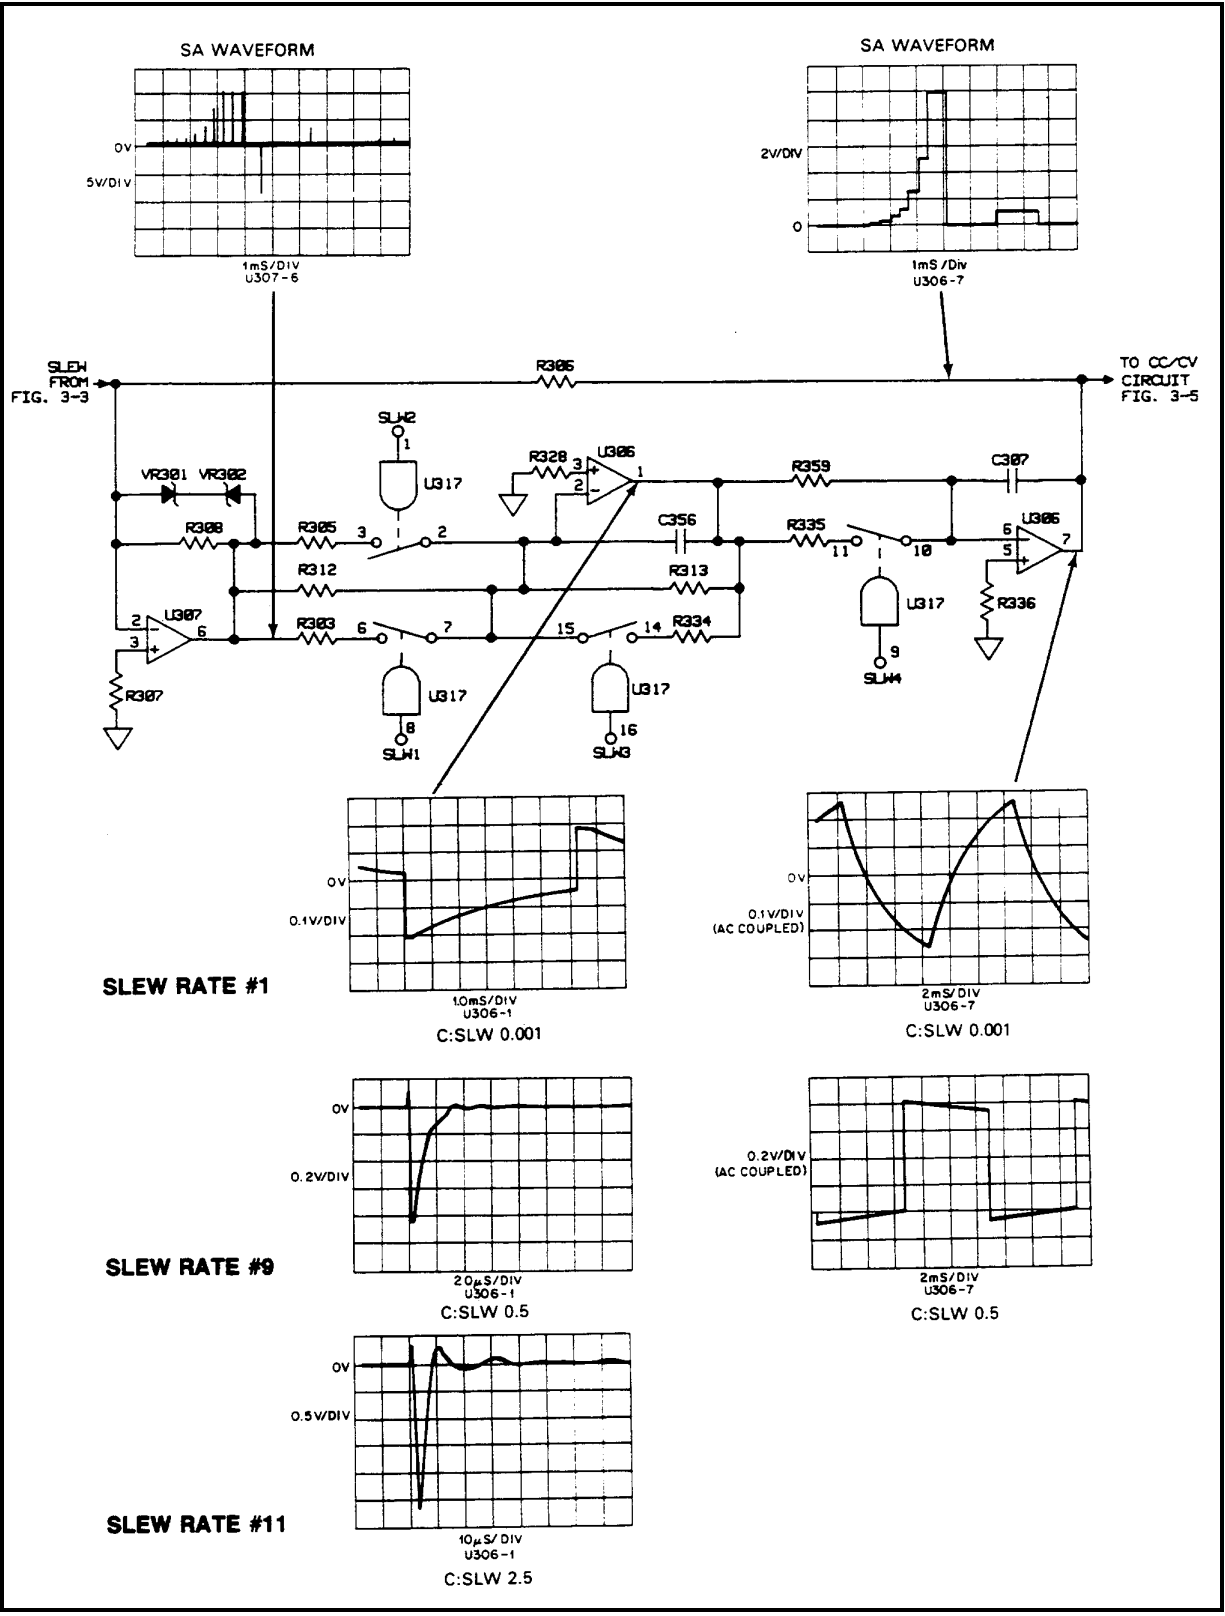 SA WAVEFORM
0V
5V/DIV
1mS/DIV
U307-6
SA WAVEFORM
2V/DIV
0
1mS/Div
U306-7
SLEW
FROM
FIG. 3-3
R306
TO CC/CV
CIRCUIT
FIG. 3-5
SLW2
1
U317
VR301 VR302
R308
R305
3
2
R328
3
+
2
-
U306
1
C356
R359
C307
R335
11
10
U306
6
-
5
+
7
R336
R312
R313
U307
2
-
3
+
6
R307
R303
6
7
15
14
R334
U317
8
SLW1
U317
16
SLW3
U317
9
SLW4
0V
0.1V/DIV
1.0mS/DIV
U306-1
C:SLW 0.001
0V
0.1V/DIV
(AC COUPLED)
2mS/DIV
U306-7
C:SLW 0.001
SLEW RATE #1
0V
0.2V/DIV
20µS/DIV
U306-1
C:SLW 0.5
0.2V/DIV
(AC COUPLED)
2mS/DIV
U306-7
C:SLW 0.5
SLEW RATE #9
0V
0.5V/DIV
10µS/DIV
U306-1
C:SLW 2.5
SLEW RATE #11